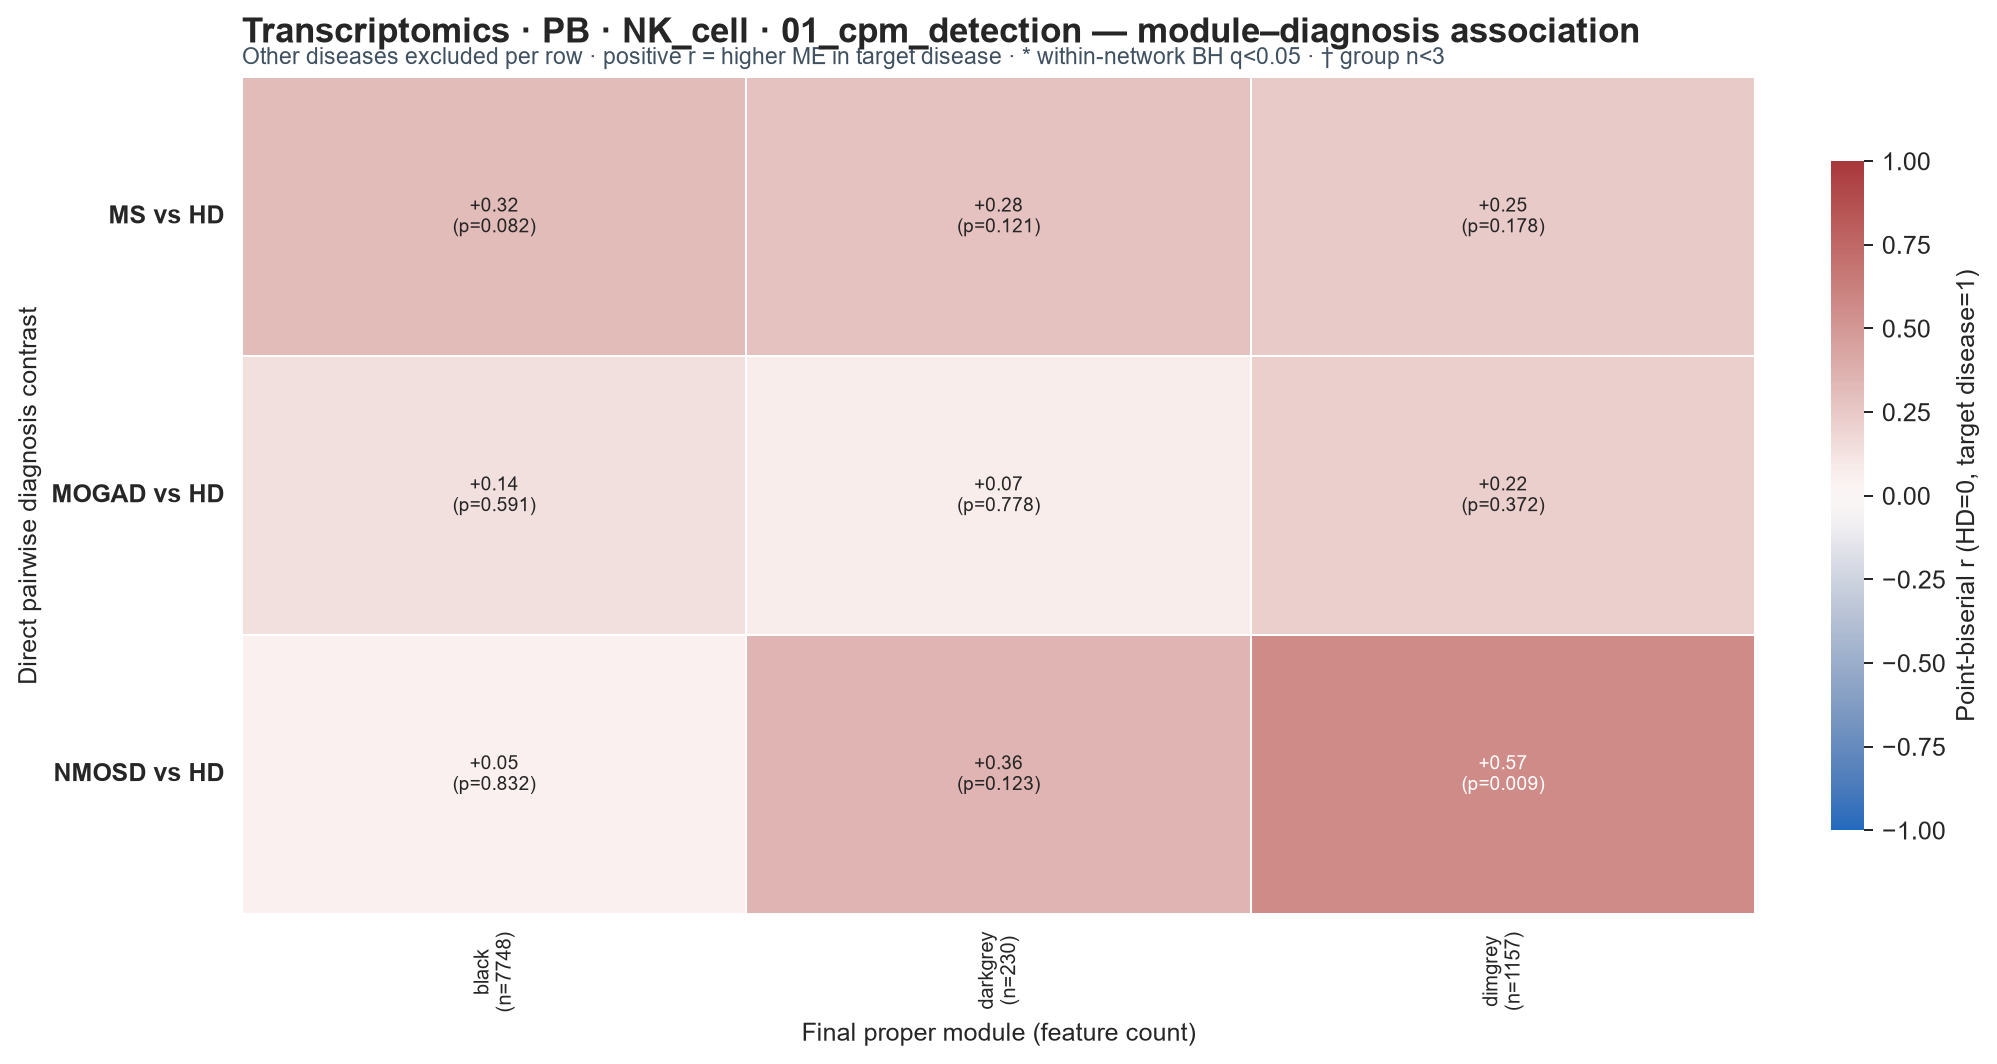 Transcriptomics · PB · NK_cell · 01_cpm_detection — module–diagnosis association
Other diseases excluded per row · positive r = higher ME in target disease · * within-network BH q<0.05 · † group n<3
Direct pairwise diagnosis contrast
MS vs HD
+0.32
(p=0.082)
+0.28
(p=0.121)
+0.25
(p=0.178)
MOGAD vs HD
+0.14
(p=0.591)
+0.07
(p=0.778)
+0.22
(p=0.372)
NMOSD vs HD
+0.05
(p=0.832)
+0.36
(p=0.123)
+0.57
(p=0.009)
black
(n=7748)
darkgrey
(n=230)
dimgrey
(n=1157)
Final proper module (feature count)
1.00
0.75
0.50
0.25
0.00
−0.25
−0.50
−0.75
−1.00
Point-biserial r (HD=0, target disease=1)